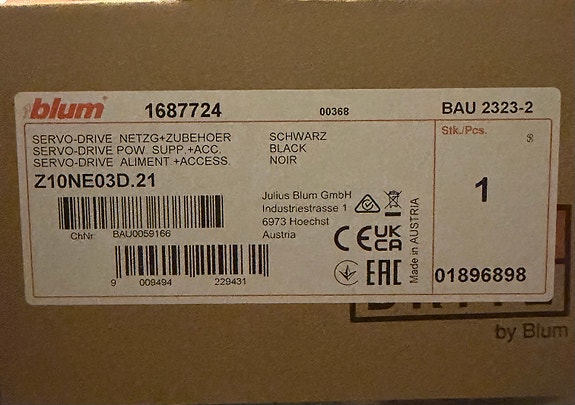 blum
1687724
00368
BAU 2323-2
SERVO-DRIVE NETZG+ZUBEHOER SCHWARZ
SERVO-DRIVE POW. SUPP.+ACC. BLACK
SERVO-DRIVE ALIMENT.+ACCESS. NOIR
Z10NE03D.21
Stk./Pcs.
1
ChNr: BAU0059166
Julius Blum GmbH
Industriestrasse 1
6973 Hoechst
Austria
CE UK CA
EAC
Made in AUSTRIA
9 009494 229431
01896898
by Blum